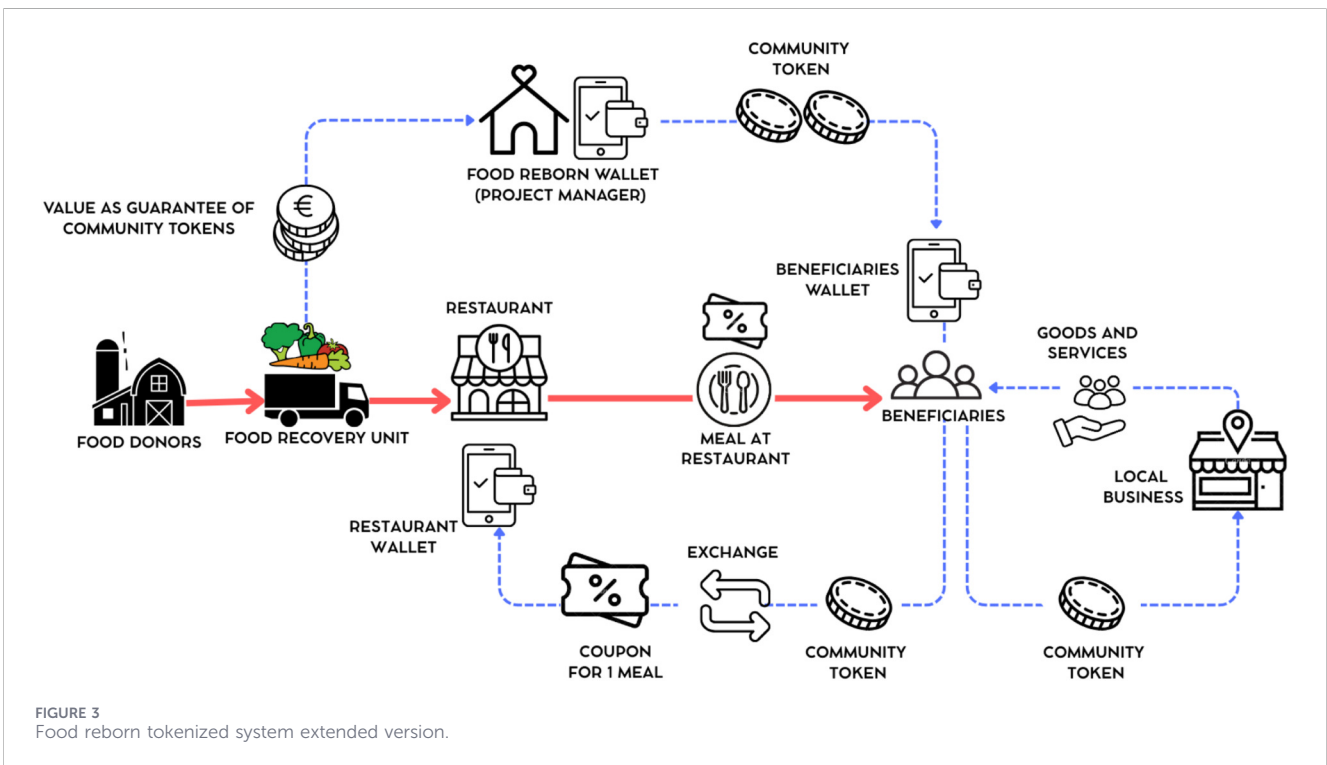 COMMUNITY
TOKEN
FOOD REBORN WALLET
(PROJECT MANAGER)
VALUE AS GUARANTEE OF
COMMUNITY TOKENS
€
BENEFICIARIES
WALLET
RESTAURANT
%
GOODS AND
SERVICES
FOOD DONORS
FOOD RECOVERY UNIT
MEAL AT
RESTAURANT
BENEFICIARIES
LOCAL
BUSINESS
RESTAURANT
WALLET
EXCHANGE
%
COUPON
FOR 1 MEAL
COMMUNITY
TOKEN
COMMUNITY
TOKEN
FIGURE 3
Food reborn tokenized system extended version.